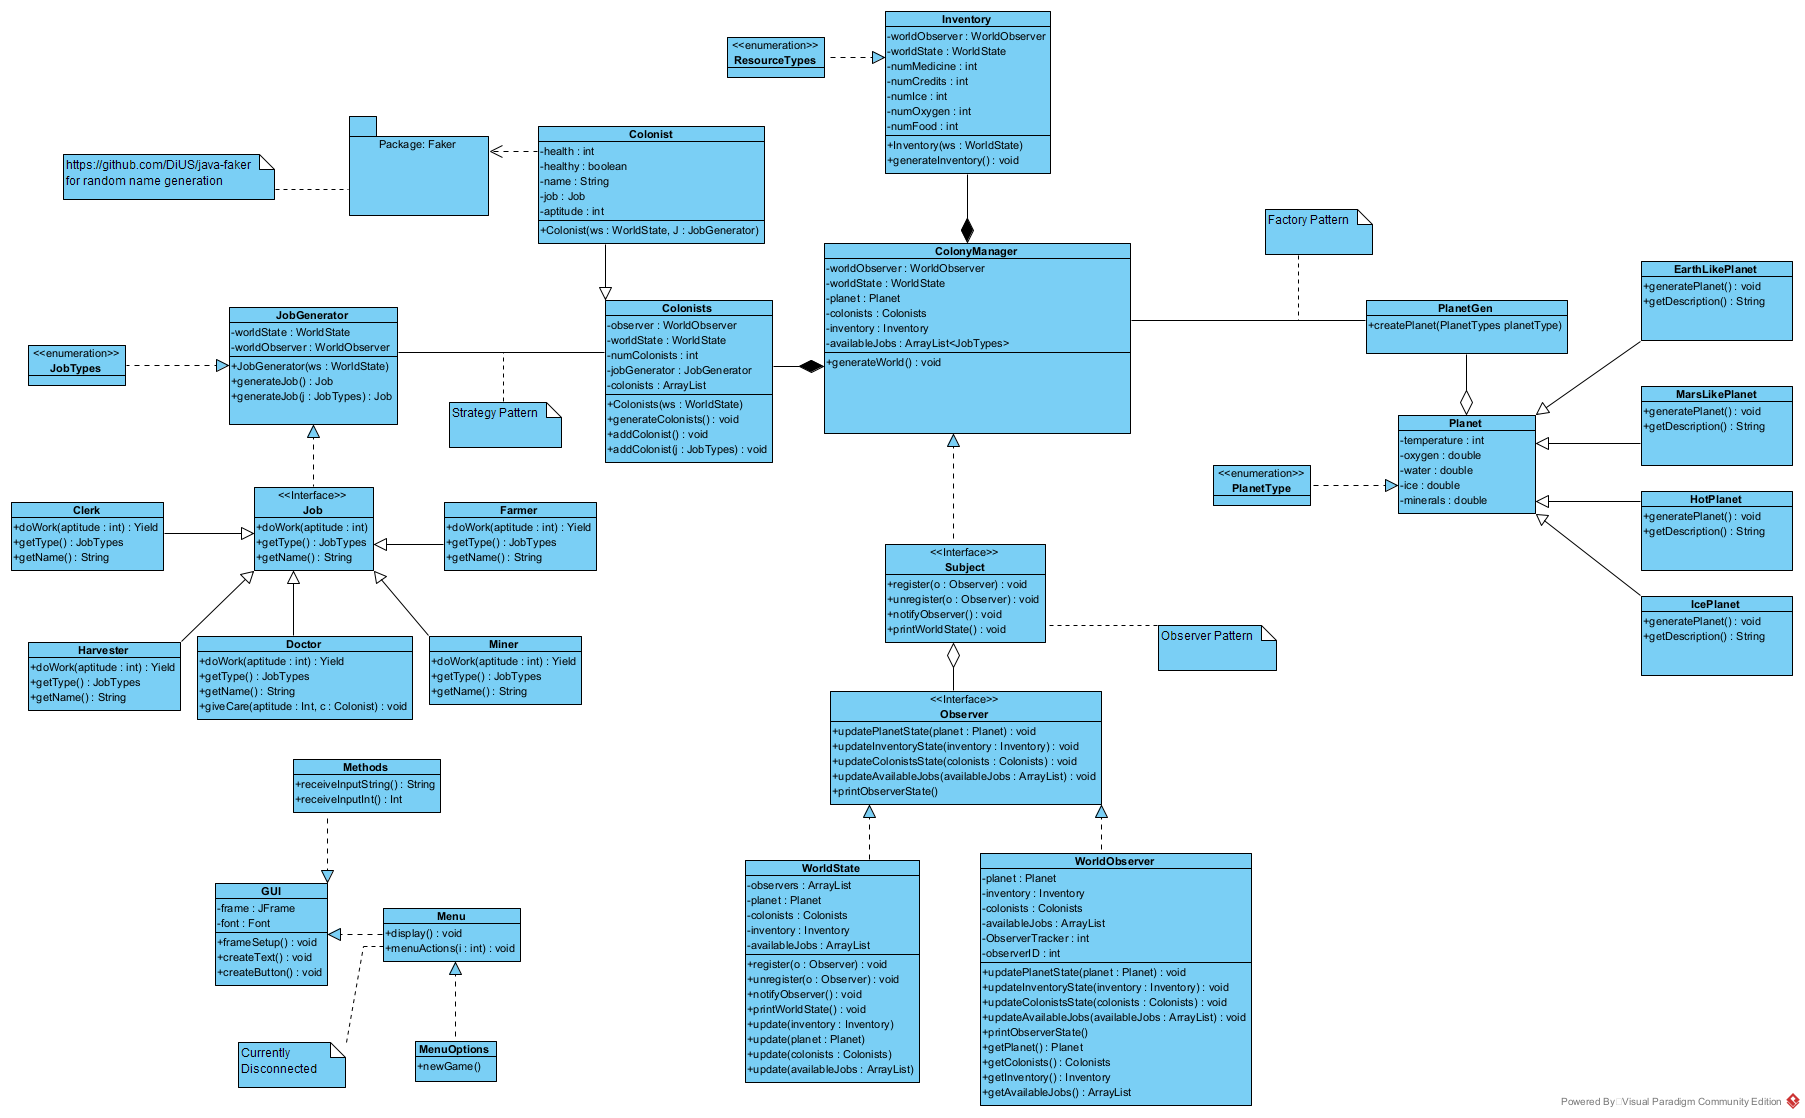 Inventory
-worldObserver : WorldObserver
-worldState : WorldState
-numMedicine : int
-numCredits : int
-numIce : int
-numOxygen : int
-numFood : int
+Inventory(ws : WorldState)
+generateInventory() : void
<<enumeration>>
ResourceTypes
Package: Faker
https://github.com/DiUS/java-faker
for random name generation
Colonist
-health : int
-healthy : boolean
-name : String
-job : Job
-aptitude : int
+Colonist(ws : WorldState, J : JobGenerator)
Factory Pattern
ColonyManager
-worldObserver : WorldObserver
-worldState : WorldState
-planet : Planet
-colonists : Colonists
-inventory : Inventory
-availableJobs : ArrayList<JobTypes>
+generateWorld() : void
EarthLikePlanet
+generatePlanet() : void
+getDescription() : String
PlanetGen
+createPlanet(PlanetTypes planetType)
JobGenerator
-worldState : WorldState
-worldObserver : WorldObserver
+JobGenerator(ws : WorldState)
+generateJob() : Job
+generateJob(j : JobTypes) : Job
<<enumeration>>
JobTypes
Colonists
-observer : WorldObserver
-worldState : WorldState
-numColonists : int
-jobGenerator : JobGenerator
-colonists : ArrayList
+Colonists(ws : WorldState)
+generateColonists() : void
+addColonist() : void
+addColonist(j : JobTypes) : void
Strategy Pattern
MarsLikePlanet
+generatePlanet() : void
+getDescription() : String
Planet
-temperature : int
-oxygen : double
-water : double
-ice : double
-minerals : double
<<enumeration>>
PlanetType
HotPlanet
+generatePlanet() : void
+getDescription() : String
IcePlanet
+generatePlanet() : void
+getDescription() : String
Clerk
+doWork(aptitude : int) : Yield
+getType() : JobTypes
+getName() : String
<<Interface>>
Job
+doWork(aptitude : int)
+getType() : JobTypes
+getName() : String
Farmer
+doWork(aptitude : int) : Yield
+getType() : JobTypes
+getName() : String
Harvester
+doWork(aptitude : int) : Yield
+getType() : JobTypes
+getName() : String
Doctor
+doWork(aptitude : int) : Yield
+getType() : JobTypes
+getName() : String
+giveCare(aptitude : Int, c : Colonist) : void
Miner
+doWork(aptitude : int) : Yield
+getType() : JobTypes
+getName() : String
<<Interface>>
Subject
+register(o : Observer) : void
+unregister(o : Observer) : void
+notifyObserver() : void
+printWorldState() : void
Observer Pattern
<<Interface>>
Observer
+updatePlanetState(planet : Planet) : void
+updateInventoryState(inventory : Inventory) : void
+updateColonistsState(colonists : Colonists) : void
+updateAvailableJobs(availableJobs : ArrayList) : void
+printObserverState()
Methods
+receiveInputString() : String
+receiveInputInt() : Int
GUI
-frame : JFrame
-font : Font
+frameSetup() : void
+createText() : void
+createButton() : void
Menu
+display() : void
+menuActions(i : int) : void
Currently
Disconnected
MenuOptions
+newGame()
WorldState
-observers : ArrayList
-planet : Planet
-colonists : Colonists
-inventory : Inventory
-availableJobs : ArrayList
+register(o : Observer) : void
+unregister(o : Observer) : void
+notifyObserver() : void
+printWorldState() : void
+update(inventory : Inventory)
+update(planet : Planet)
+update(colonists : Colonists)
+update(availableJobs : ArrayList)
WorldObserver
-planet : Planet
-inventory : Inventory
-colonists : Colonists
-availableJobs : ArrayList
-ObserverTracker : int
-observerID : int
+updatePlanetState(planet : Planet) : void
+updateInventoryState(inventory : Inventory) : void
+updateColonistsState(colonists : Colonists) : void
+updateAvailableJobs(availableJobs : ArrayList) : void
+printObserverState()
+getPlanet() : Planet
+getColonists() : Colonists
+getInventory() : Inventory
+getAvailableJobs() : ArrayList
Powered By Visual Paradigm Community Edition